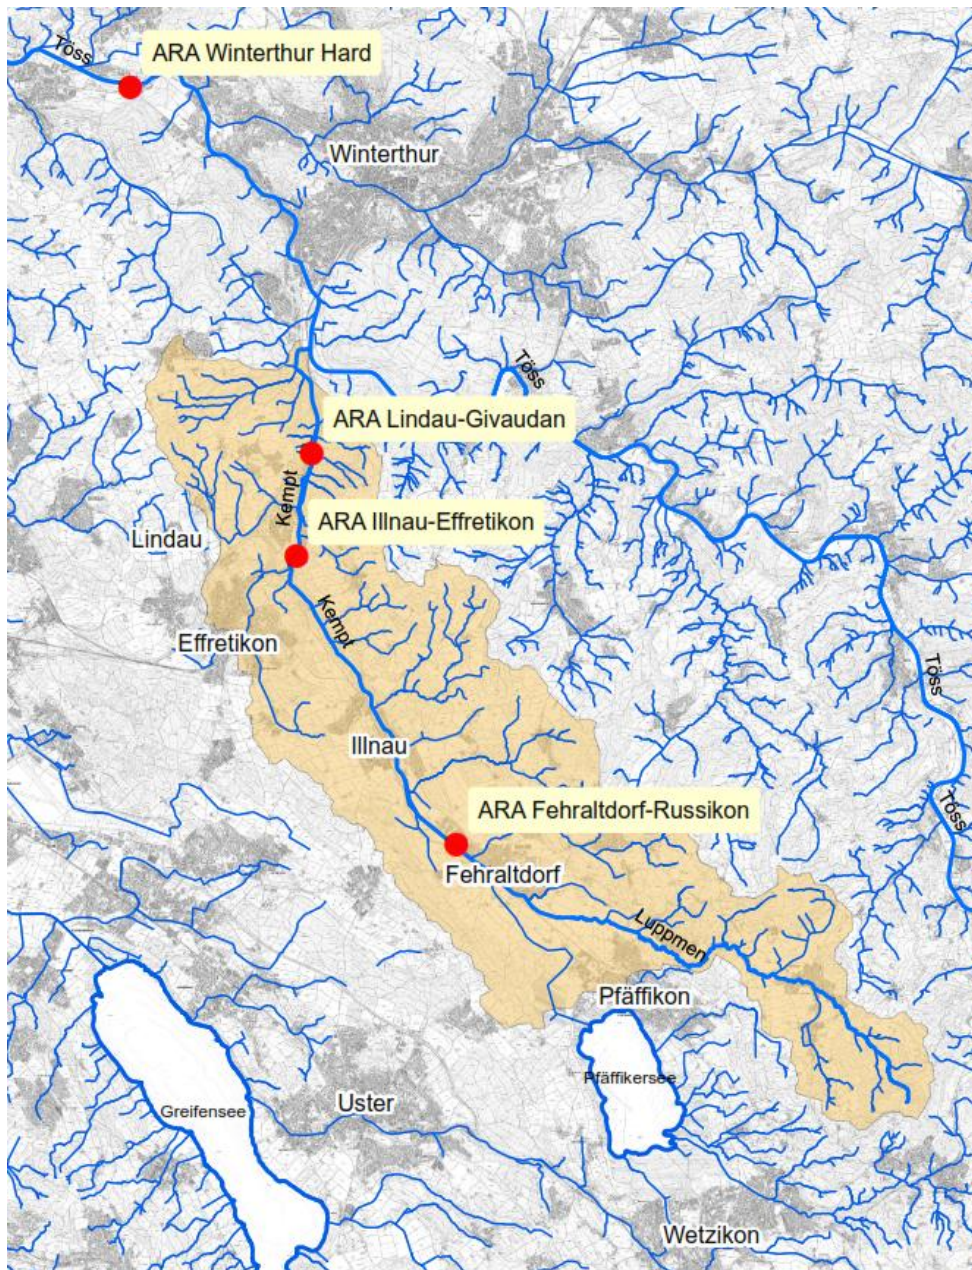 Töss
ARA Winterthur Hard
Winterthur
Töss
ARA Lindau-Givaudan
Kempt
ARA Illnau-Effretikon
Lindau
Kempt
Effretikon
Töss
Illnau
Töss
ARA Fehraltdorf-Russikon
Fehraltdorf
Luppmen
Pfäffikon
Pfäffikersee
Greifensee
Uster
Wetzikon